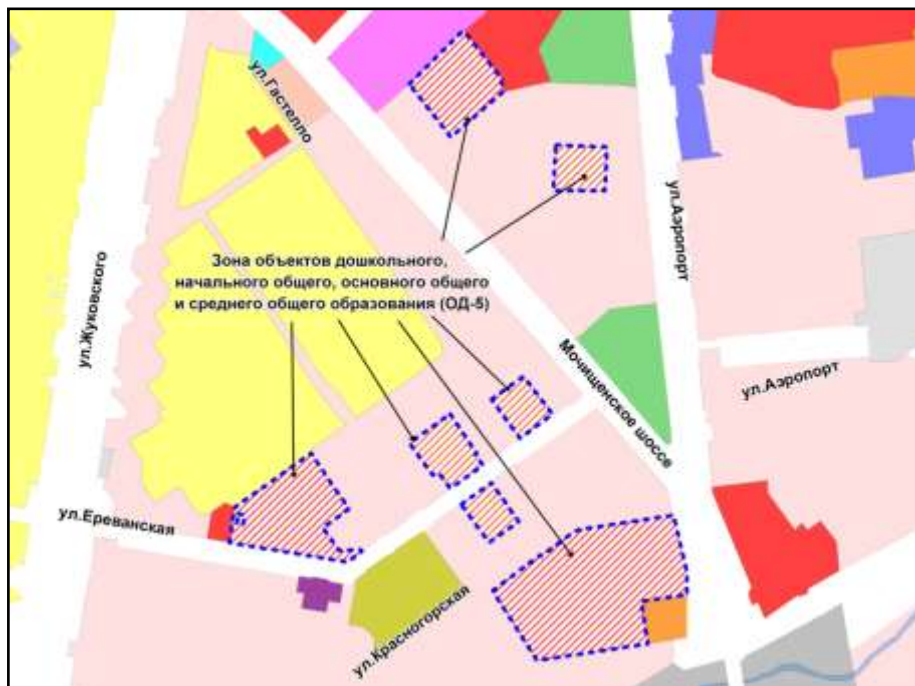 ул.Гастелло
ул.Аэропорт
Зона объектов дошкольного,
начального общего, основного общего
и среднего общего образования (ОД-5)
ул.Жуковского
Мочищенское шоссе
ул.Аэропорт
ул.Ереванская
ул.Красногорская